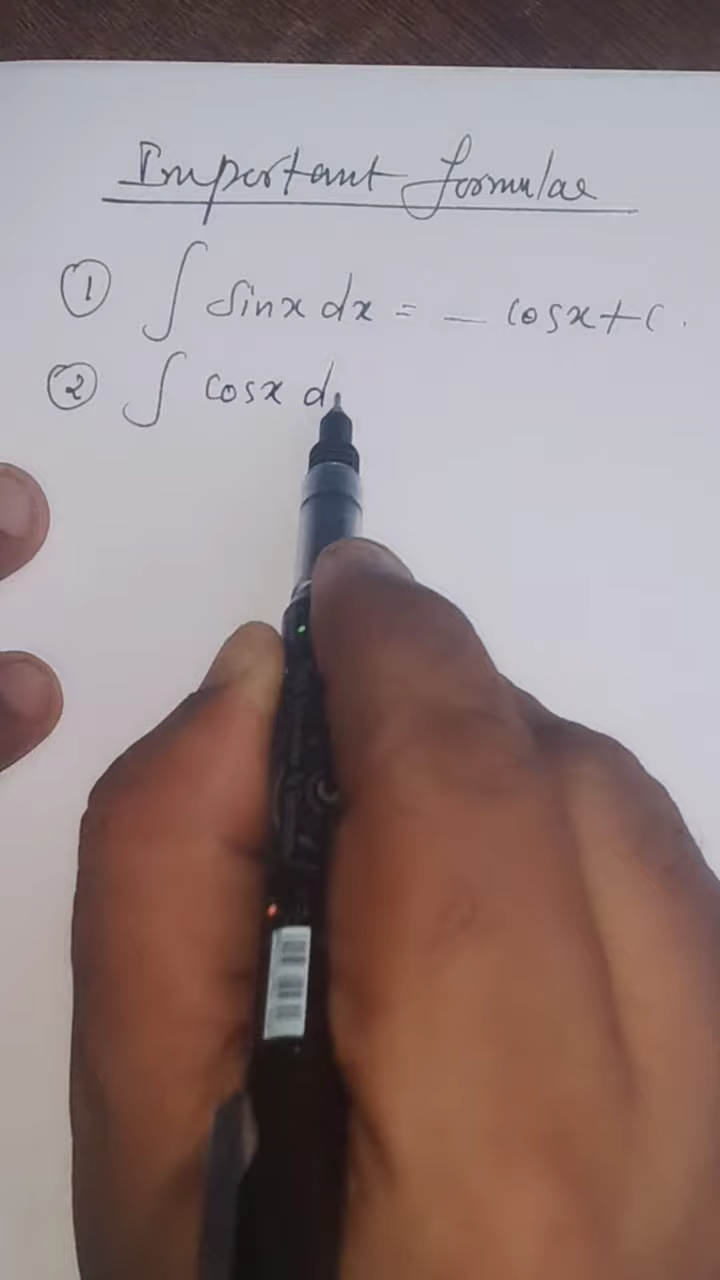 Important formulae
① ∫ sinx dx = – cosx + c.
② ∫ cosx d